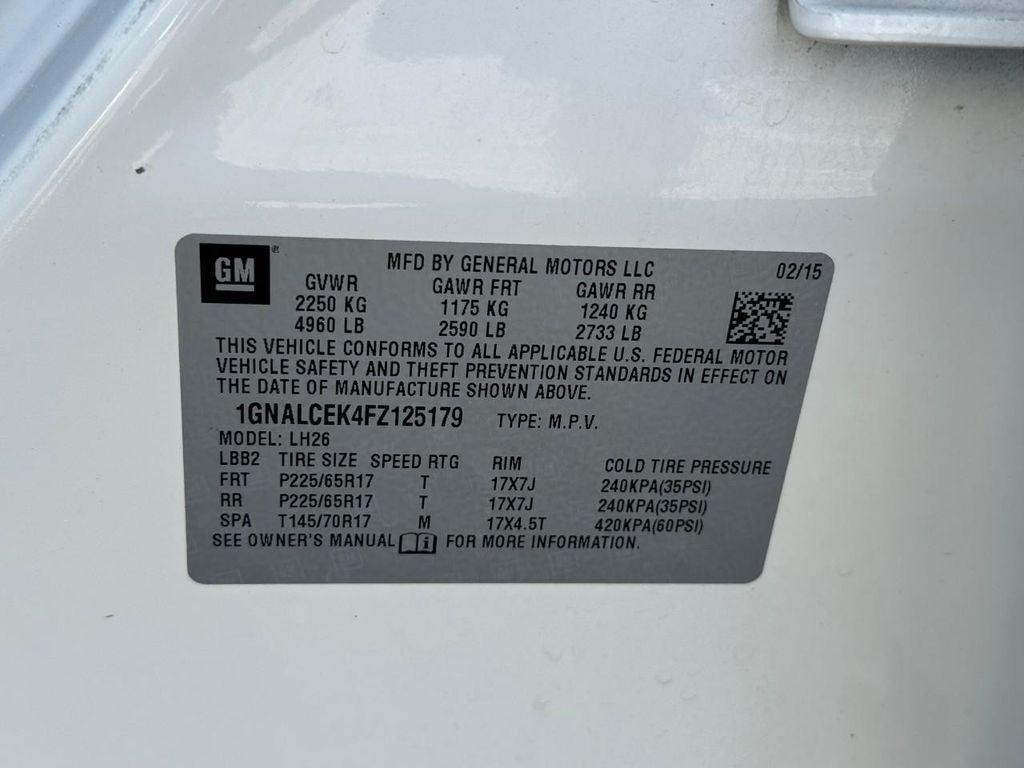 GM® MFD BY GENERAL MOTORS LLC 02/15
GVWR GAWR FRT GAWR RR
2250 KG 1175 KG 1240 KG
4960 LB 2590 LB 2733 LB
THIS VEHICLE CONFORMS TO ALL APPLICABLE U.S. FEDERAL MOTOR
VEHICLE SAFETY AND THEFT PREVENTION STANDARDS IN EFFECT ON
THE DATE OF MANUFACTURE SHOWN ABOVE.
1GNALCEK4FZ125179 TYPE: M.P.V.
MODEL: LH26
LBB2 TIRE SIZE SPEED RTG RIM COLD TIRE PRESSURE
FRT P225/65R17 T 17X7J 240KPA(35PSI)
RR P225/65R17 T 17X7J 240KPA(35PSI)
SPA T145/70R17 M 17X4.5T 420KPA(60PSI)
SEE OWNER'S MANUAL i FOR MORE INFORMATION.